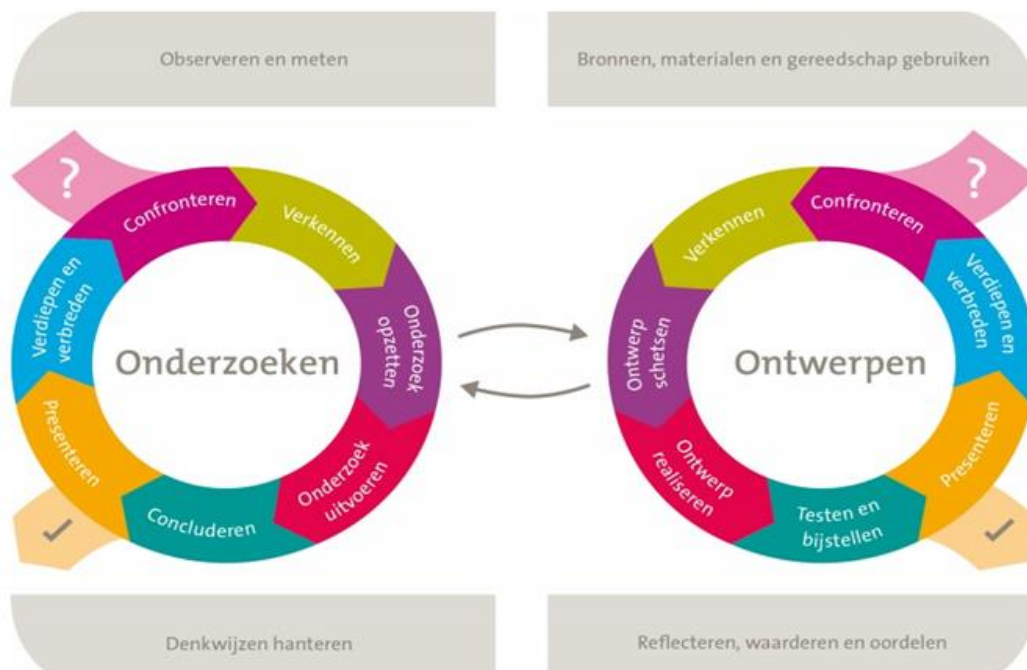 Observeren en meten
Bronnen, materialen en gereedschap gebruiken
?
Confronteren
Verkennen
Onderzoek
opzetten
Onderzoek
uitvoeren
Concluderen
Presenteren
Verdiepen en
verbreden
Onderzoeken
?
Confronteren
Verkennen
Ontwerp
schetsen
Ontwerp
realiseren
Testen en
bijstellen
Presenteren
Verdiepen en
verbreden
Ontwerpen
Denkwijzen hanteren
Reflecteren, waarderen en oordelen